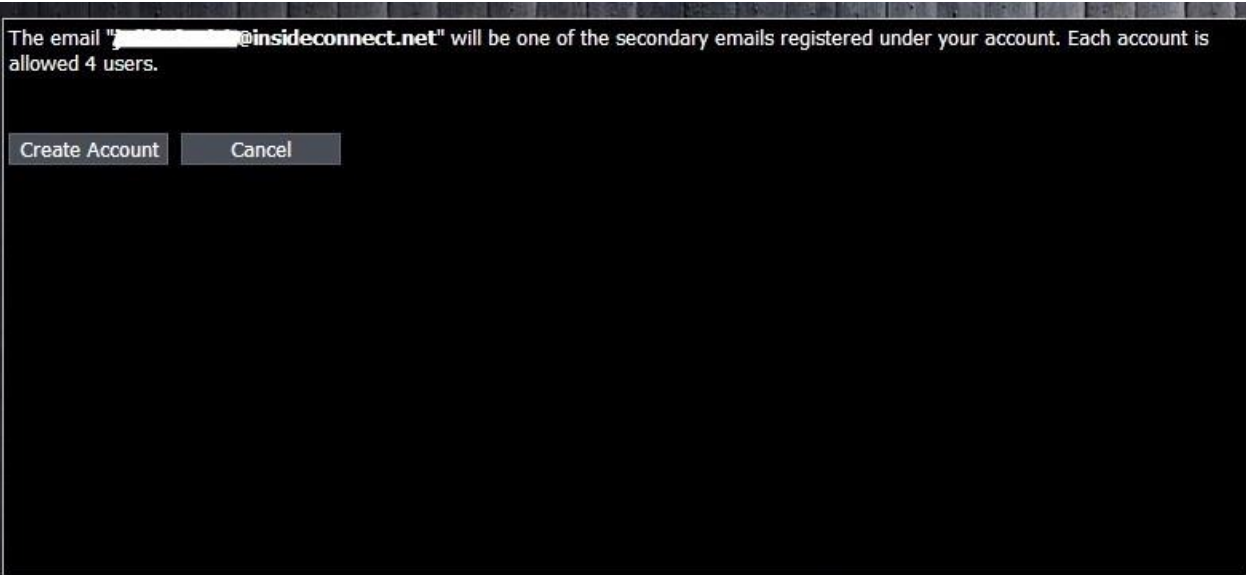 The email "@insideconnect.net" will be one of the secondary emails registered under your account. Each account is
allowed 4 users.
Create Account
Cancel